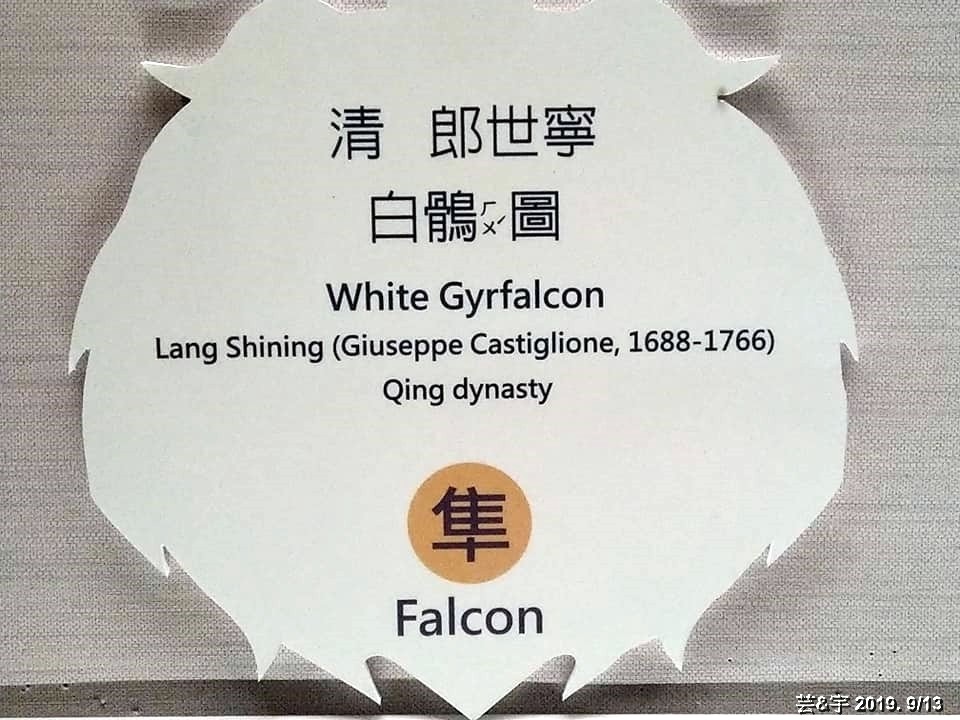 清 郎世寧
白鶻ㄏㄨˊ圖
White Gyrfalcon
Lang Shining (Giuseppe Castiglione, 1688-1766)
Qing dynasty
隼
Falcon
芸&宇 2019. 9/13